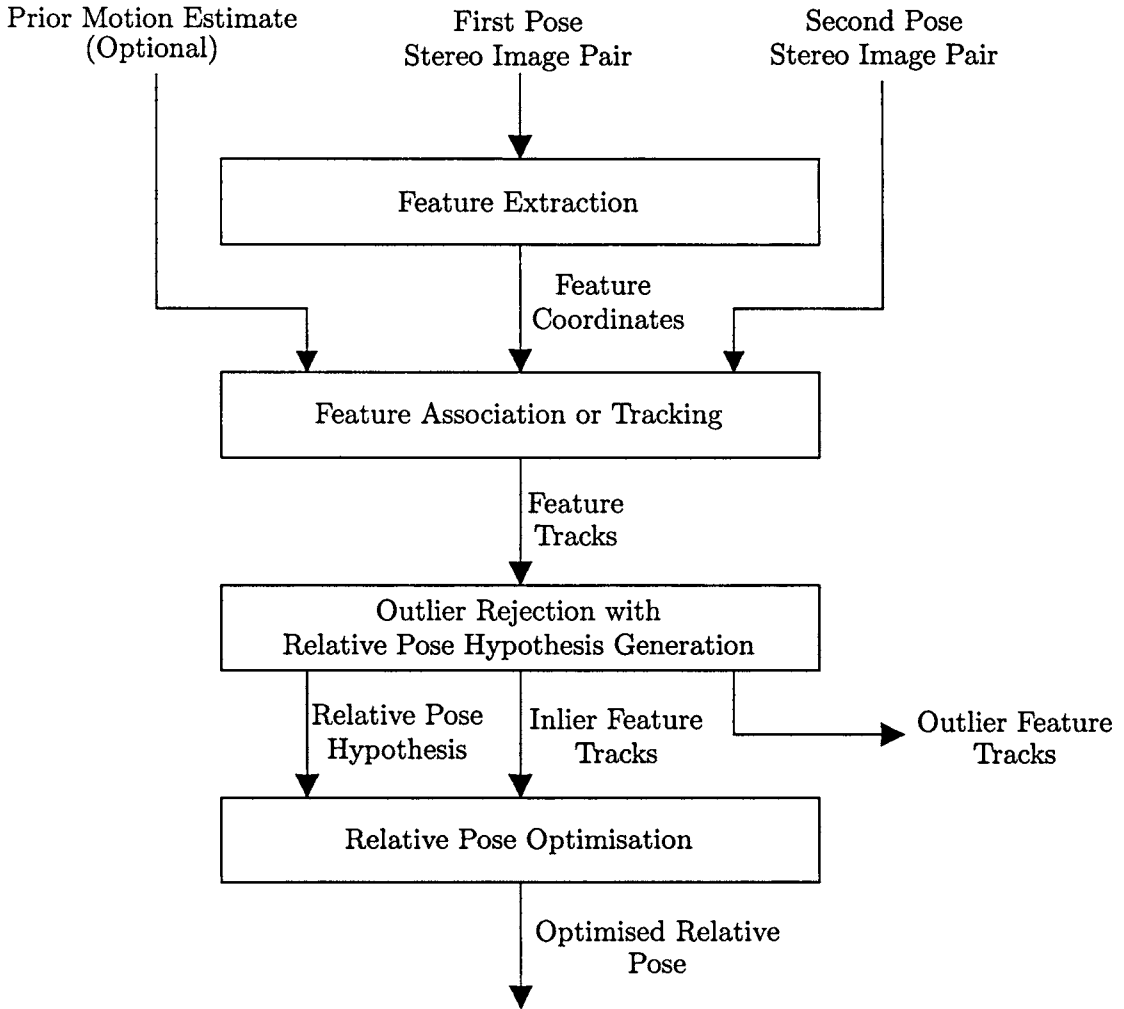 Prior Motion Estimate
(Optional)
First Pose
Stereo Image Pair
Second Pose
Stereo Image Pair
Feature Extraction
Feature
Coordinates
Feature Association or Tracking
Feature
Tracks
Outlier Rejection with
Relative Pose Hypothesis Generation
Relative Pose
Hypothesis
Inlier Feature
Tracks
Outlier Feature
Tracks
Relative Pose Optimisation
Optimised Relative
Pose